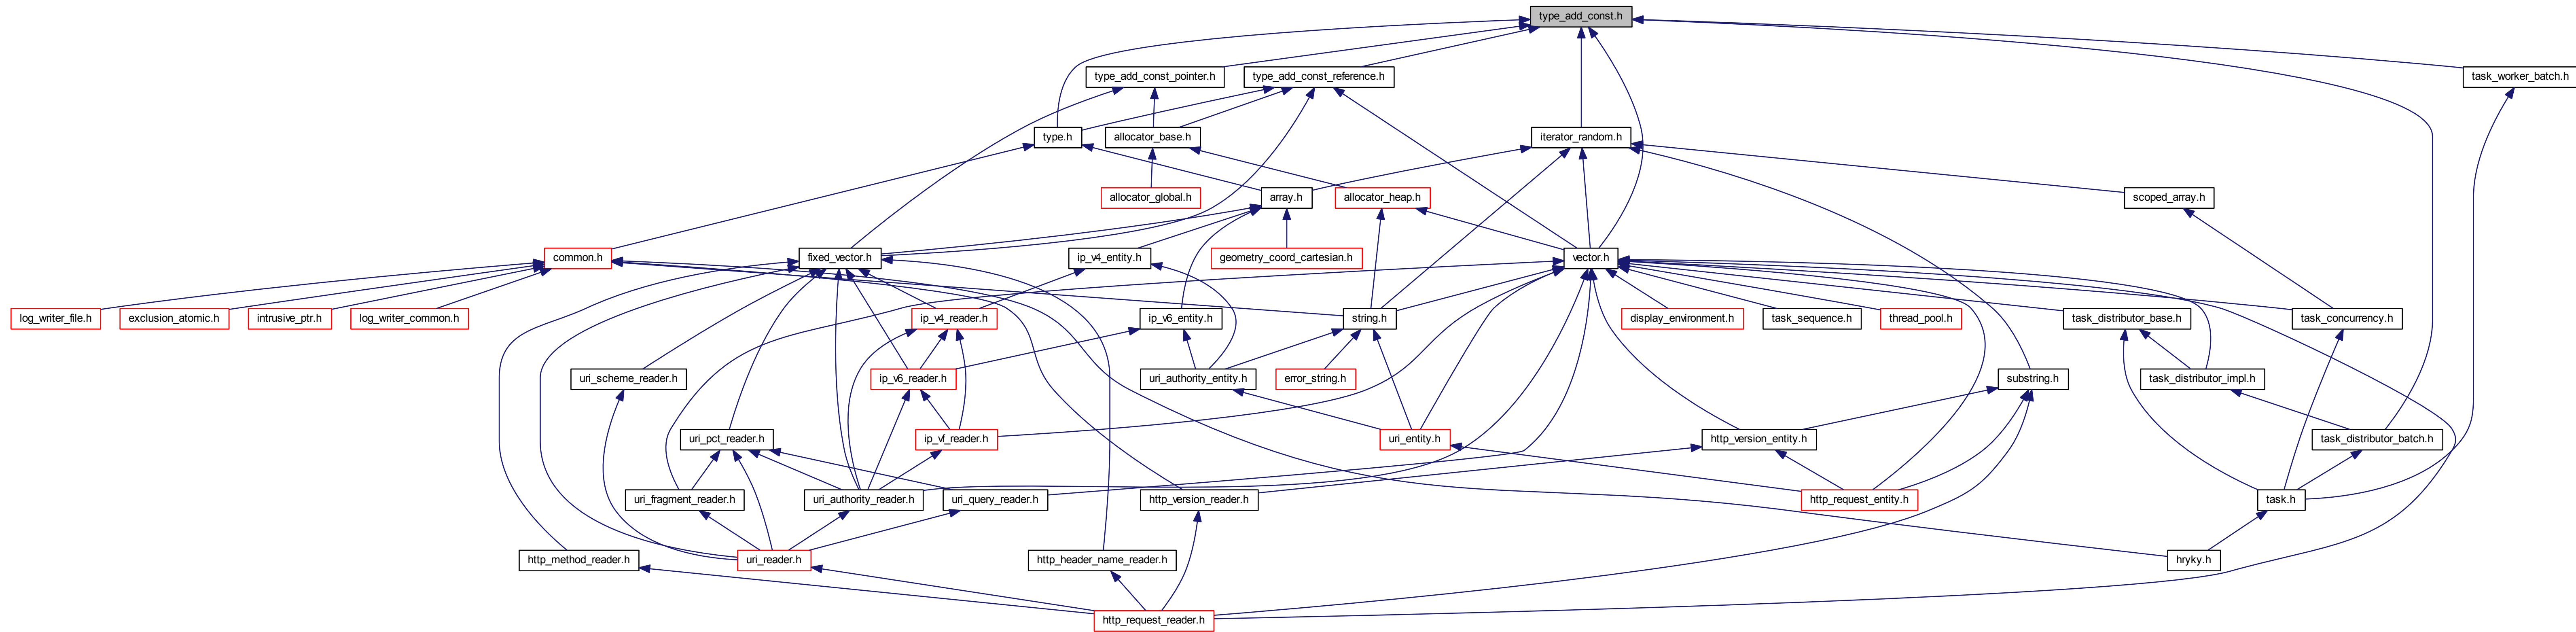 type_add_const.h
type_add_const_pointer.h
type_add_const_reference.h
task_worker_batch.h
type.h
allocator_base.h
iterator_random.h
allocator_global.h
array.h
allocator_heap.h
scoped_array.h
common.h
fixed_vector.h
ip_v4_entity.h
geometry_coord_cartesian.h
vector.h
log_writer_file.h
exclusion_atomic.h
intrusive_ptr.h
log_writer_common.h
ip_v4_reader.h
ip_v6_entity.h
string.h
display_environment.h
task_sequence.h
thread_pool.h
task_distributor_base.h
task_concurrency.h
uri_scheme_reader.h
ip_v6_reader.h
uri_authority_entity.h
error_string.h
substring.h
task_distributor_impl.h
uri_pct_reader.h
ip_vf_reader.h
uri_entity.h
http_version_entity.h
task_distributor_batch.h
uri_fragment_reader.h
uri_authority_reader.h
uri_query_reader.h
http_version_reader.h
http_request_entity.h
task.h
http_method_reader.h
uri_reader.h
http_header_name_reader.h
hryky.h
http_request_reader.h